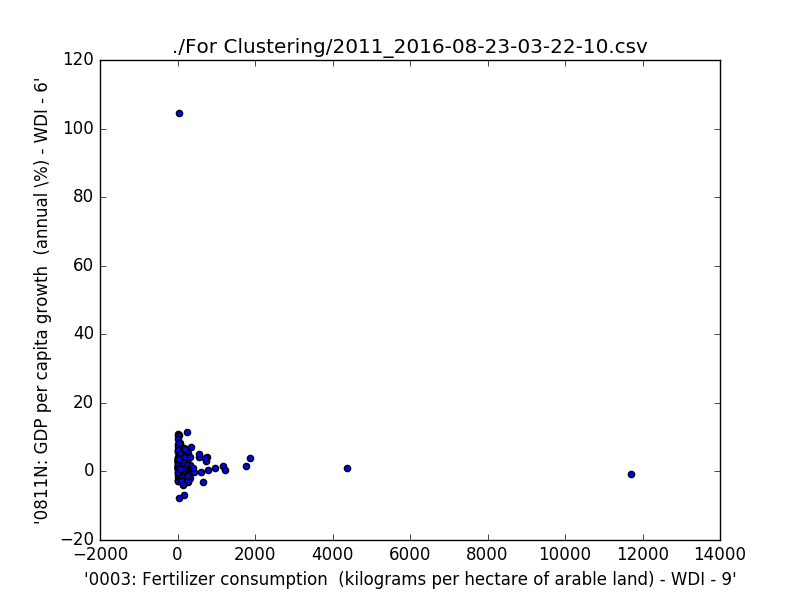 ./For Clustering/2011_2016-08-23-03-22-10.csv
120
100
80
60
40
20
0
−20
−2000 0 2000 4000 6000 8000 10000 12000 14000
'0811N: GDP per capita growth  (annual \%) - WDI - 6'
'0003: Fertilizer consumption  (kilograms per hectare of arable land) - WDI - 9'